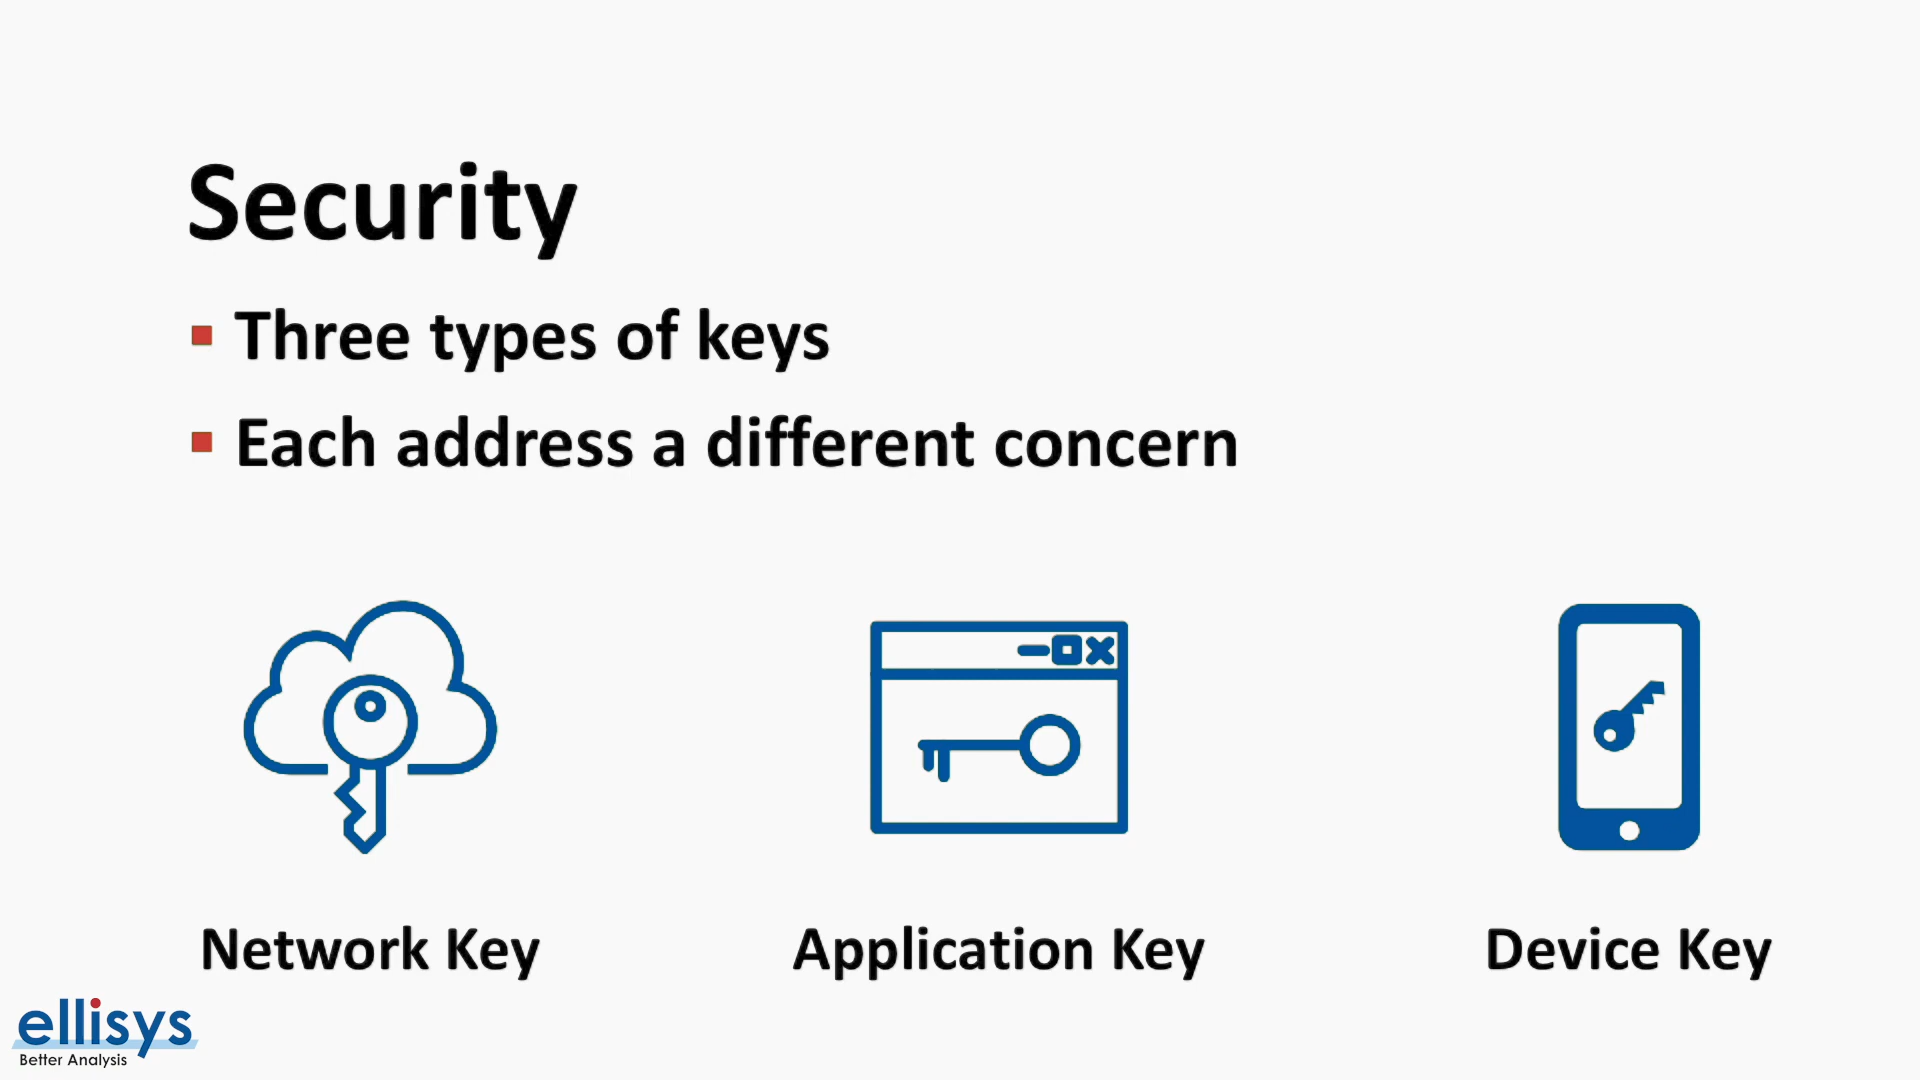 Security
Three types of keys
Each address a different concern
Network Key
Application Key
Device Key
ellisys
Better Analysis